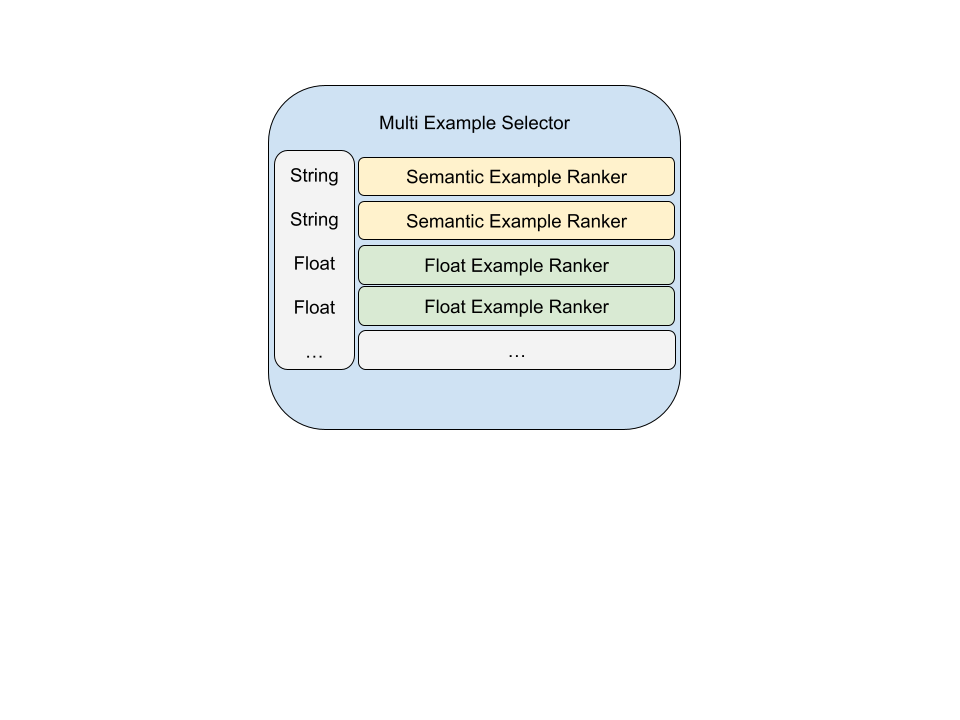 Multi Example Selector
String
Semantic Example Ranker
String
Semantic Example Ranker
Float
Float Example Ranker
Float
Float Example Ranker
…
…